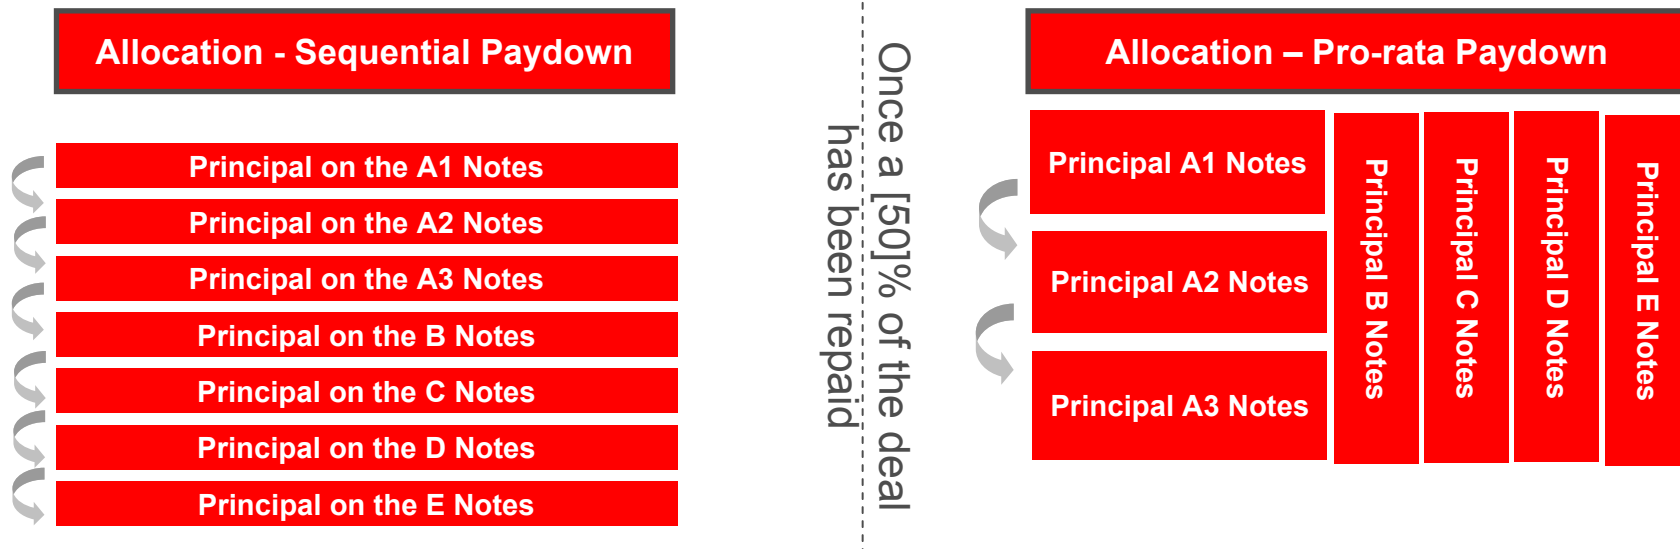 Allocation - Sequential Paydown
Principal on the A1 Notes
Principal on the A2 Notes
Principal on the A3 Notes
Principal on the B Notes
Principal on the C Notes
Principal on the D Notes
Principal on the E Notes
Once a [50]% of the deal
has been repaid
Allocation – Pro-rata Paydown
Principal A1 Notes
Principal A2 Notes
Principal A3 Notes
Principal B Notes
Principal C Notes
Principal D Notes
Principal E Notes